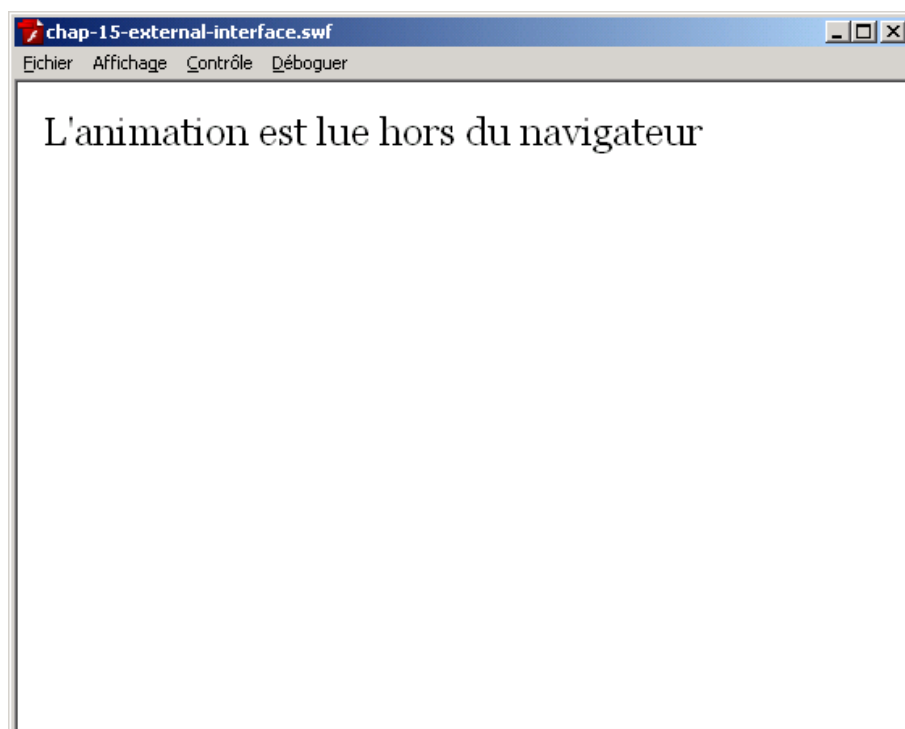 chap-15-external-interface.swf
Fichier Affichage Contrôle Déboguer
L'animation est lue hors du navigateur